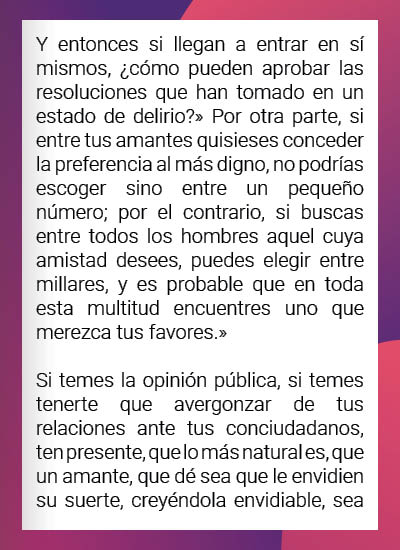 Y entonces si llegan a entrar en sí
mismos, ¿cómo pueden aprobar las
resoluciones que han tomado en un
estado de delirio?» Por otra parte, si
entre tus amantes quisieses conceder
la preferencia al más digno, no podrías
escoger sino entre un pequeño
número; por el contrario, si buscas
entre todos los hombres aquel cuya
amistad desees, puedes elegir entre
millares, y es probable que en toda
esta multitud encuentres uno que
merezca tus favores.»
Si temes la opinión pública, si temes
tenerte que avergonzar de tus
relaciones ante tus conciudadanos,
ten presente, que lo más natural es, que
un amante, que dé sea que le envidien
su suerte, creyéndola envidiable, sea